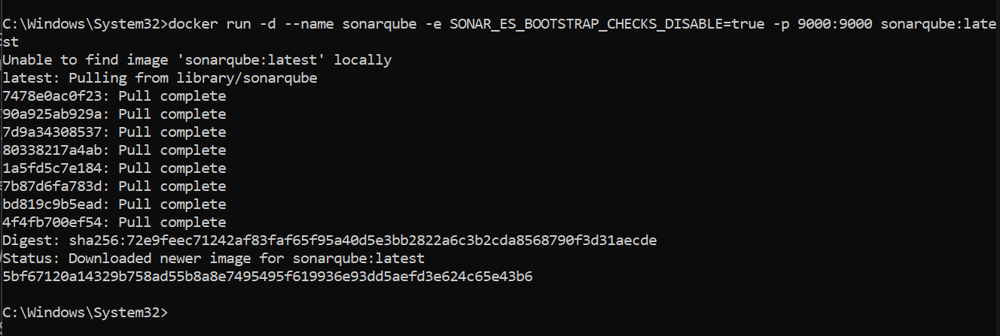 C:\Windows\System32>docker run -d --name sonarqube -e SONAR_ES_BOOTSTRAP_CHECKS_DISABLE=true -p 9000:9000 sonarqube:late
st
Unable to find image 'sonarqube:latest' locally
latest: Pulling from library/sonarqube
7478e0ac0f23: Pull complete
90a925ab929a: Pull complete
7d9a34308537: Pull complete
80338217a4ab: Pull complete
1a5fd5c7e184: Pull complete
7b87d6fa783d: Pull complete
bd819c9b5ead: Pull complete
4f4fb700ef54: Pull complete
Digest: sha256:72e9feec71242af83faf65f95a40d5e3bb2822a6c3b2cda8568790f3d31aecde
Status: Downloaded newer image for sonarqube:latest
5bf67120a14329b758ad55b8a8e7495495f619936e93dd5aefd3e624c65e43b6
C:\Windows\System32>